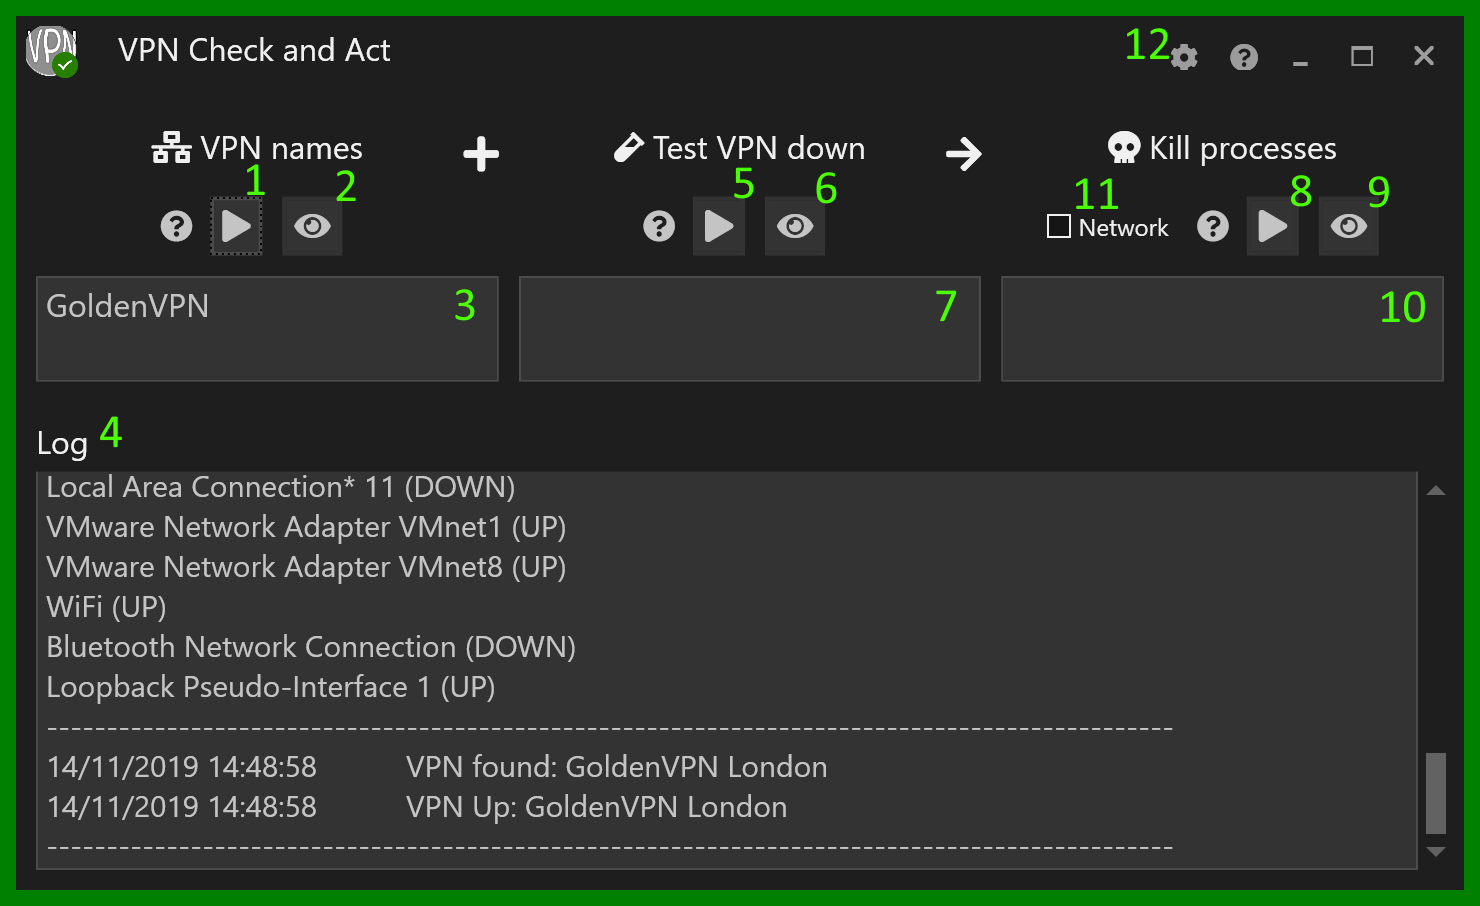 VPN
VPN Check and Act
12
VPN names
Test VPN down
Kill processes
1
2
5
6
11
Network
8
9
GoldenVPN
3
7
10
Log
4
Local Area Connection* 11 (DOWN)
VMware Network Adapter VMnet1 (UP)
VMware Network Adapter VMnet8 (UP)
WiFi (UP)
Bluetooth Network Connection (DOWN)
Loopback Pseudo-Interface 1 (UP)
----------------------------------------------------------------------------------------------
14/11/2019 14:48:58 VPN found: GoldenVPN London
14/11/2019 14:48:58 VPN Up: GoldenVPN London
----------------------------------------------------------------------------------------------